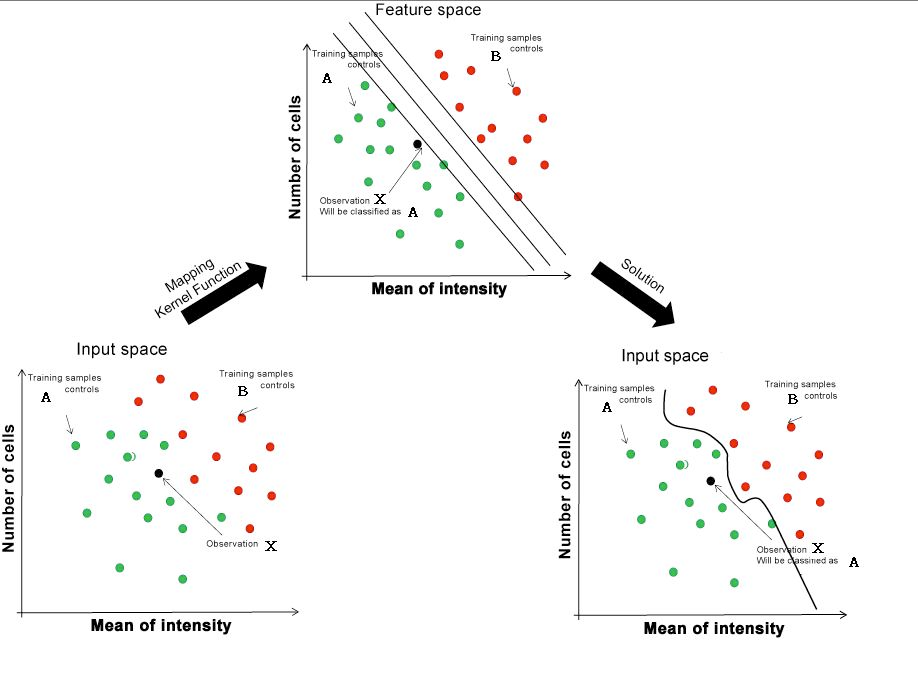 Feature space
Training samples
controls
A
Training samples
controls
B
Number of cells
Observation X
Will be classified as A
Mean of intensity
Mapping
Kernel Function
Solution
Input space
Training samples
controls
A
Training samples
controls
B
Number of cells
Observation X
Mean of intensity
Input space
Training samples
controls
A
Training samples
controls
B
Number of cells
Observation X
Will be classified as A
Mean of intensity